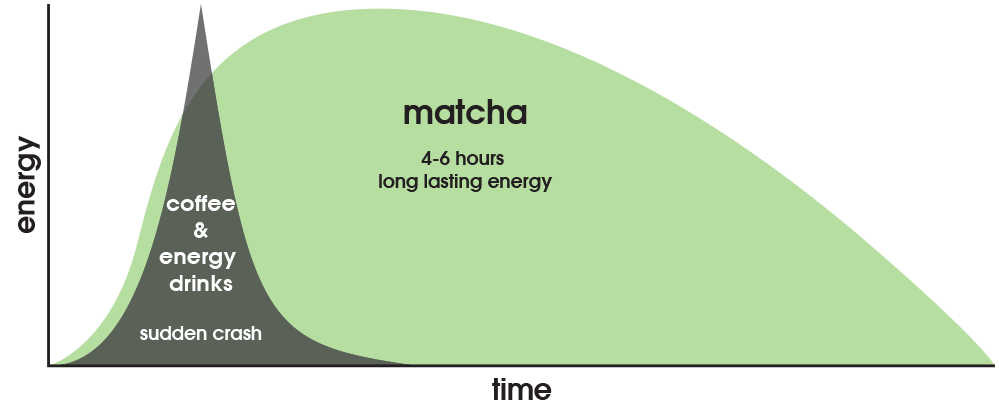 energy
matcha
4-6 hours
long lasting energy
coffee
&
energy
drinks
sudden crash
time